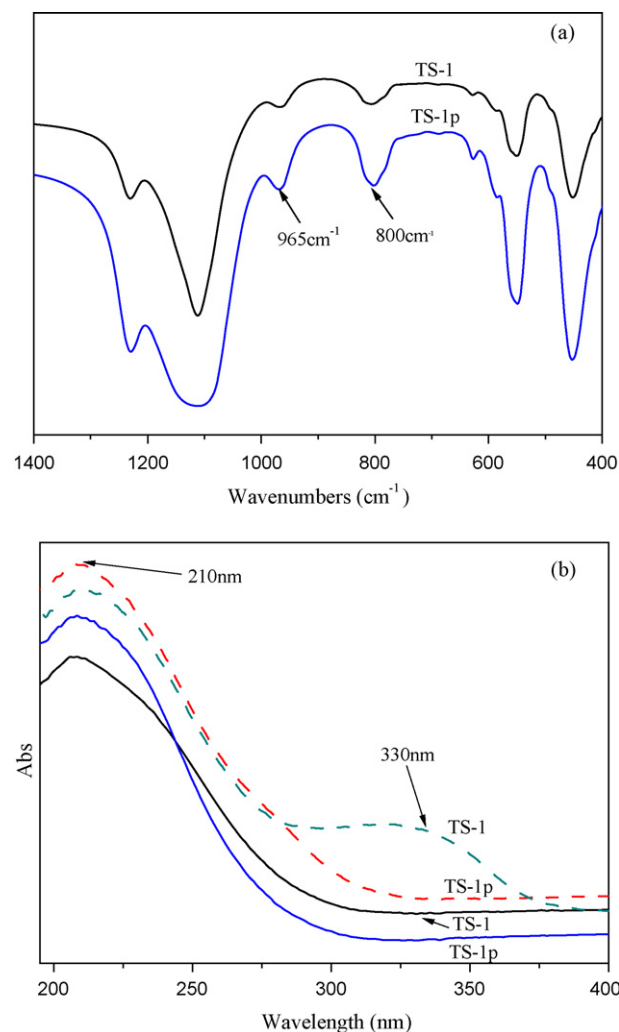 (a)
TS-1
TS-1p
965cm⁻¹
800cm⁻¹
1400 1200 1000 800 600 400
Wavenumbers (cm⁻¹)
(b)
210nm
330nm
TS-1
TS-1p
TS-1
TS-1p
Abs
200 250 300 350 400
Wavelength (nm)